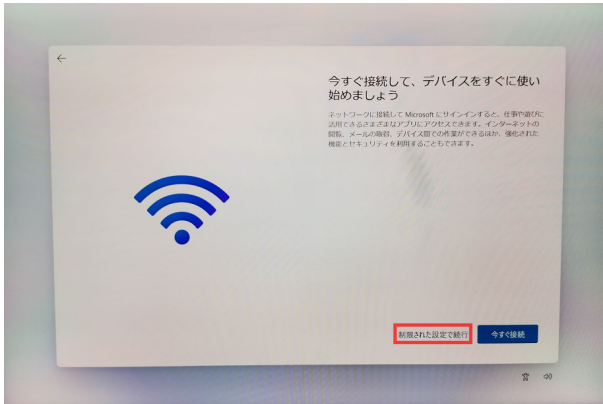 今すぐ接続して、デバイスをすぐに使い
始めましょう
ネットワークに接続して Microsoft にサインインすると、仕事や遊びに
活用できるさまざまなアプリにアクセスできます。インターネットの
閲覧、メールの取得、デバイス間での作業ができるほか、強化された
機能とセキュリティを利用することもできます。
制限された設定で続行
今すぐ接続